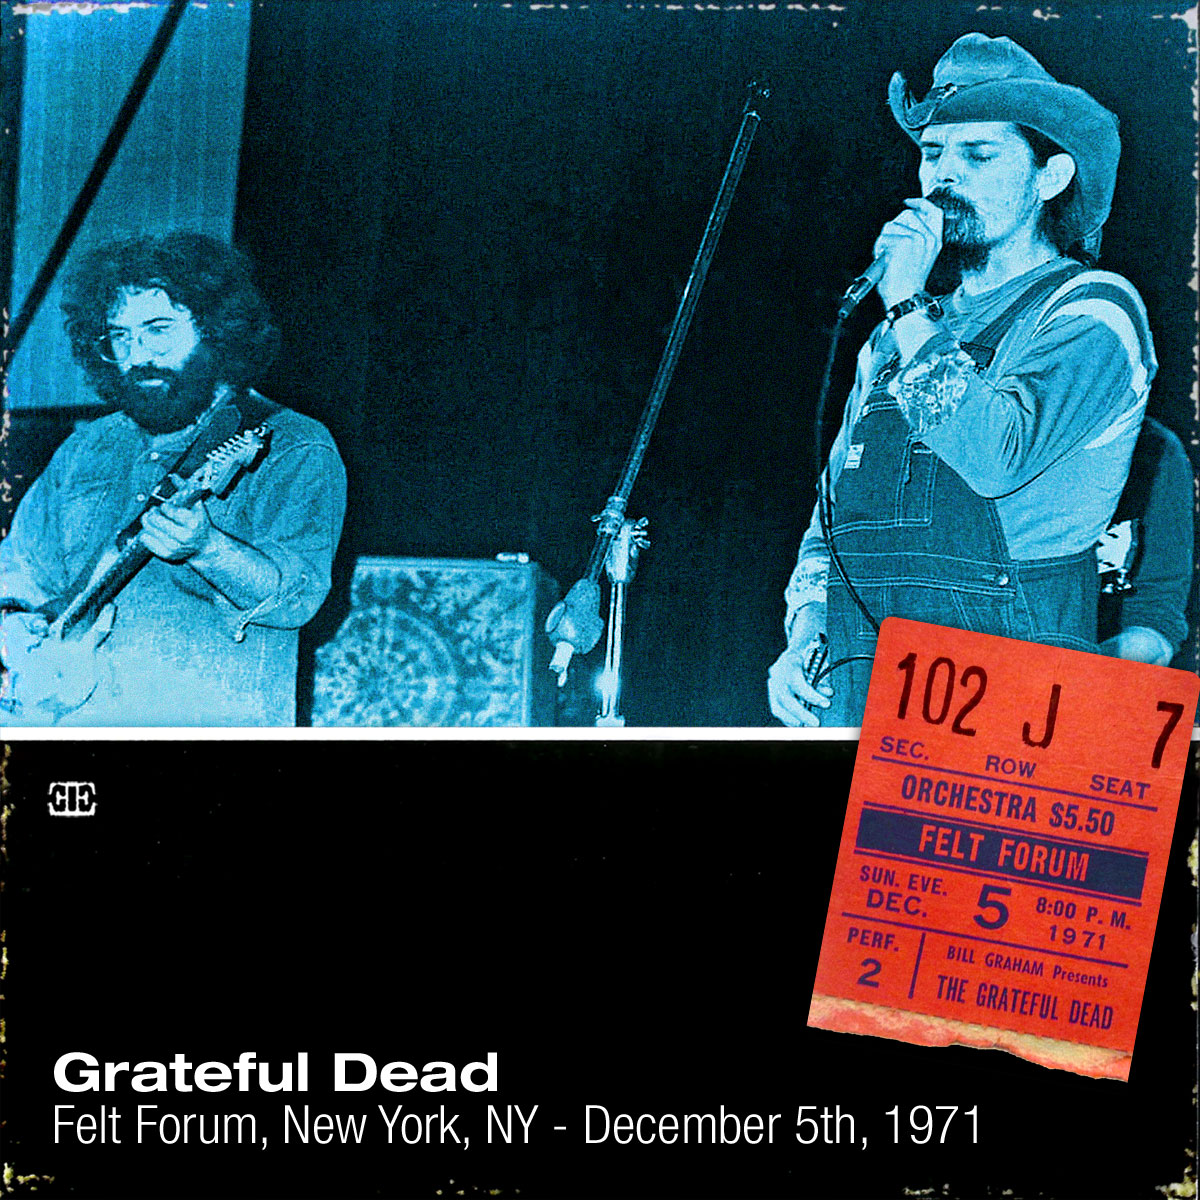 102 J 7
SEC. ROW SEAT
ORCHESTRA $5.50
FELT FORUM
SUN. EVE. 8:00 P. M.
DEC. 5 1971
PERF. BILL GRAHAM Presents
2 THE GRATEFUL DEAD
Grateful Dead
Felt Forum, New York, NY - December 5th, 1971